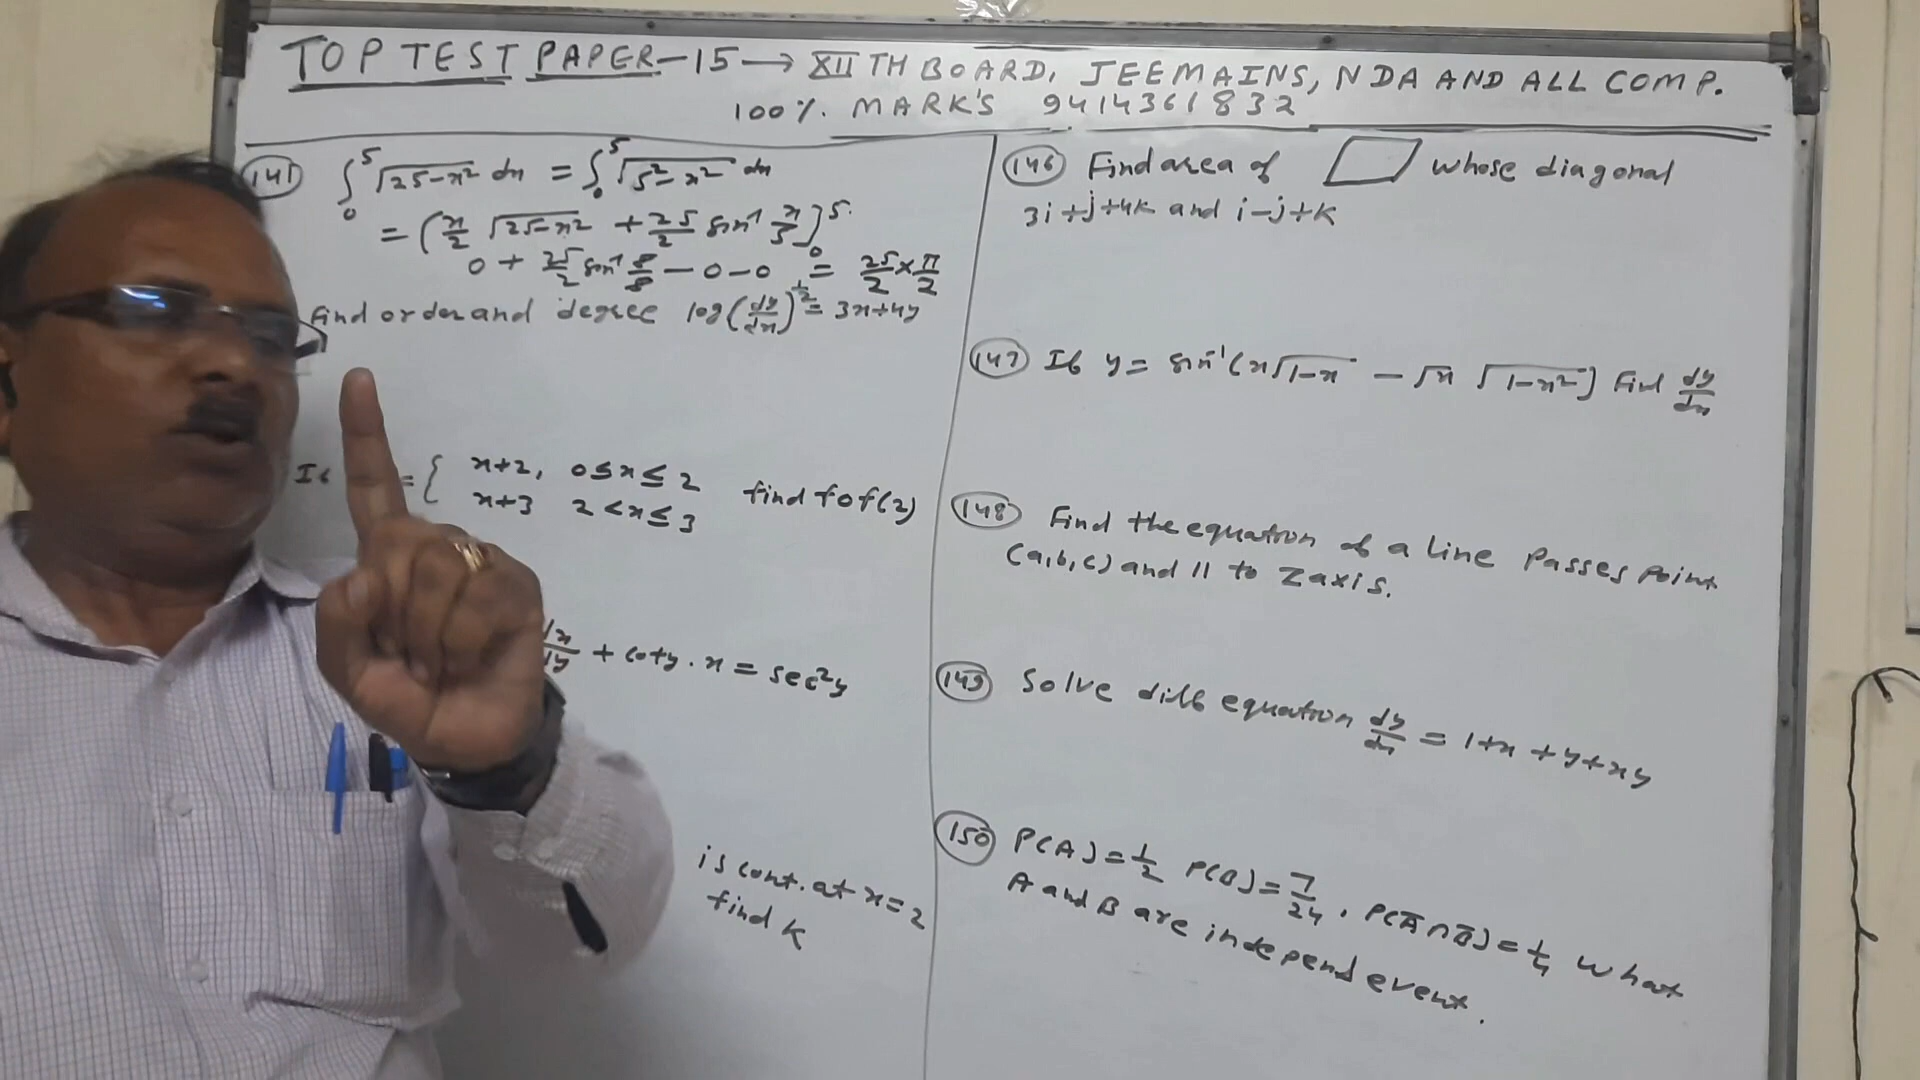 TOP TEST PAPER-15 → XII TH BOARD, JEE MAINS, NDA AND ALL COMP.
100%. MARK'S 9414361832
(141) ∫₀⁵ √25-x² dx = ∫₀⁵ √5²-x² dx
= (x/2 √25-x² + 25/2 sin⁻¹ x/5]₀⁵
0 + 25/2 sin⁻¹ 5/5 - 0 - 0 = 25/2 × π/2
Find order and degree log(dy/dx)^1/2 = 3x+4y
If = { x+2, 0≤x≤2
x+3 2<x≤3 find fof(2)
dx/dy + coty . x = sec²y
is cont. at x=2
find k
(146) Find area of ▱ whose diagonal
3i+j+4k and i-j+k
(147) If y = sin⁻¹(x√1-x - √x √1-x²] Find dy/dx
(148) Find the equation of a line Passes Point
(a,b,c) and || to Z axis.
(149) Solve diff equation dy/dx = 1+x+y+xy
(150) P(A)=1/2 P(B)=7/24, P(Ā∩B̄)=1/4 What
A and B are independ event.